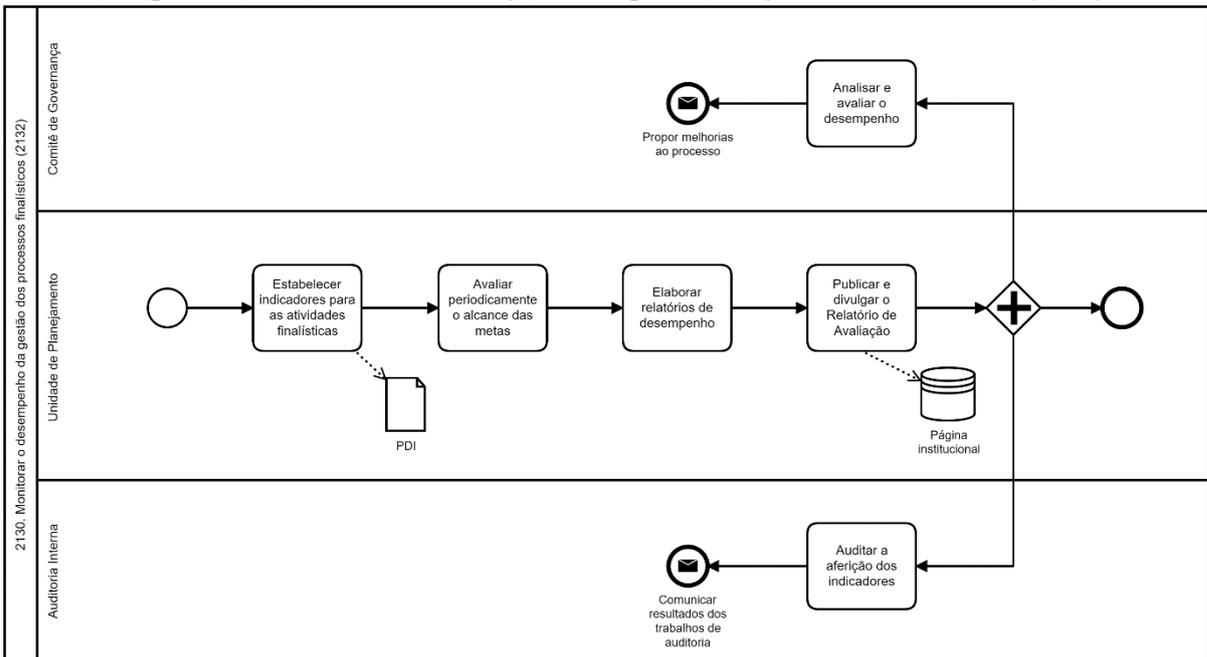 2130. Monitorar o desempenho da gestão dos processos finalísticos (2132)
Comitê de Governança
Analisar e
avaliar o
desempenho
Propor melhorias
ao processo
Unidade de Planejamento
Estabelecer
indicadores para
as atividades
finalísticas
Avaliar
periodicamente
o alcance das
metas
Elaborar
relatórios de
desempenho
Publicar e
divulgar o
Relatório de
Avaliação
PDI
Página
institucional
Auditoria Interna
Auditar a
aferição dos
indicadores
Comunicar
resultados dos
trabalhos de
auditoria